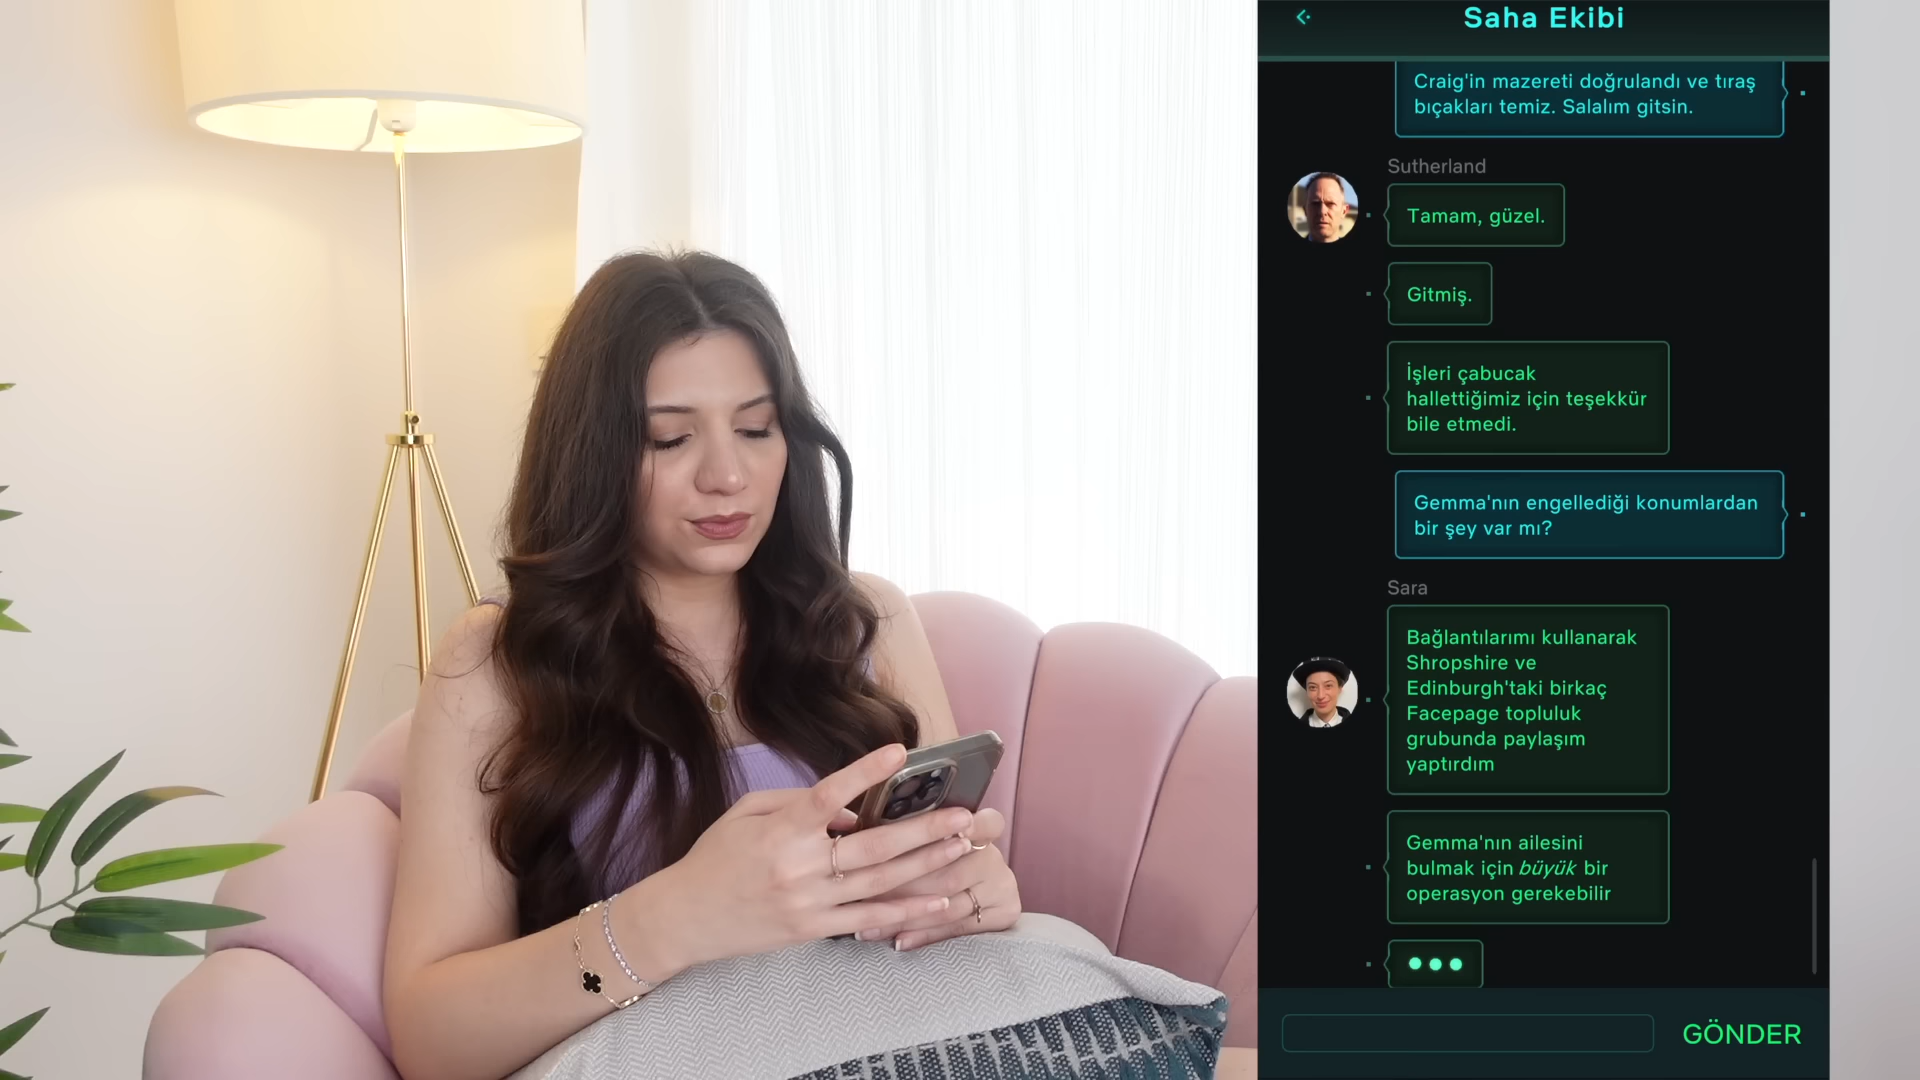 Saha Ekibi
Craig'in mazereti doğrulandı ve tıraş
bıçakları temiz. Salalım gitsin.
Sutherland
Tamam, güzel.
Gitmiş.
İşleri çabucak
hallettiğimiz için teşekkür
bile etmedi.
Gemma'nın engellediği konumlardan
bir şey var mı?
Sara
Bağlantılarımı kullanarak
Shropshire ve
Edinburgh'taki birkaç
Facepage topluluk
grubunda paylaşım
yaptırdım
Gemma'nın ailesini
bulmak için büyük bir
operasyon gerekebilir
GÖNDER